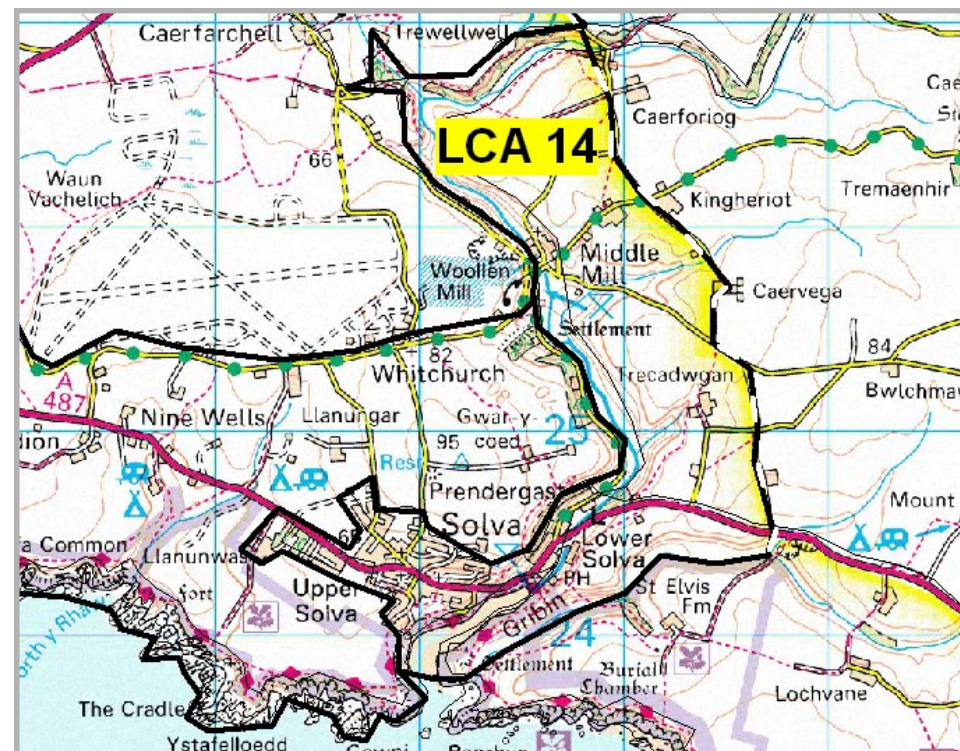 Caerfarchell
Trewellwell
Caerforiog
LCA 14
66
Waun
Vachelich
Kingheriot
Tremaenhir
Middle
Mill
Woollen
Mill
Caervega
Settlement
82
Whitchurch
Trecadwgan
84
A
487
Nine Wells
Llanungar
Gwar-y-
coed
95
25
Resr
Prendergast
Mount
Solva
Lower
Solva
a Common
Llanunwas
PH
St Elvis
Fm
fort
Upper
Solva
Gribin
24
Settlement
Burial
Chamber
Lochvane
The Cradle
Ystafelloedd